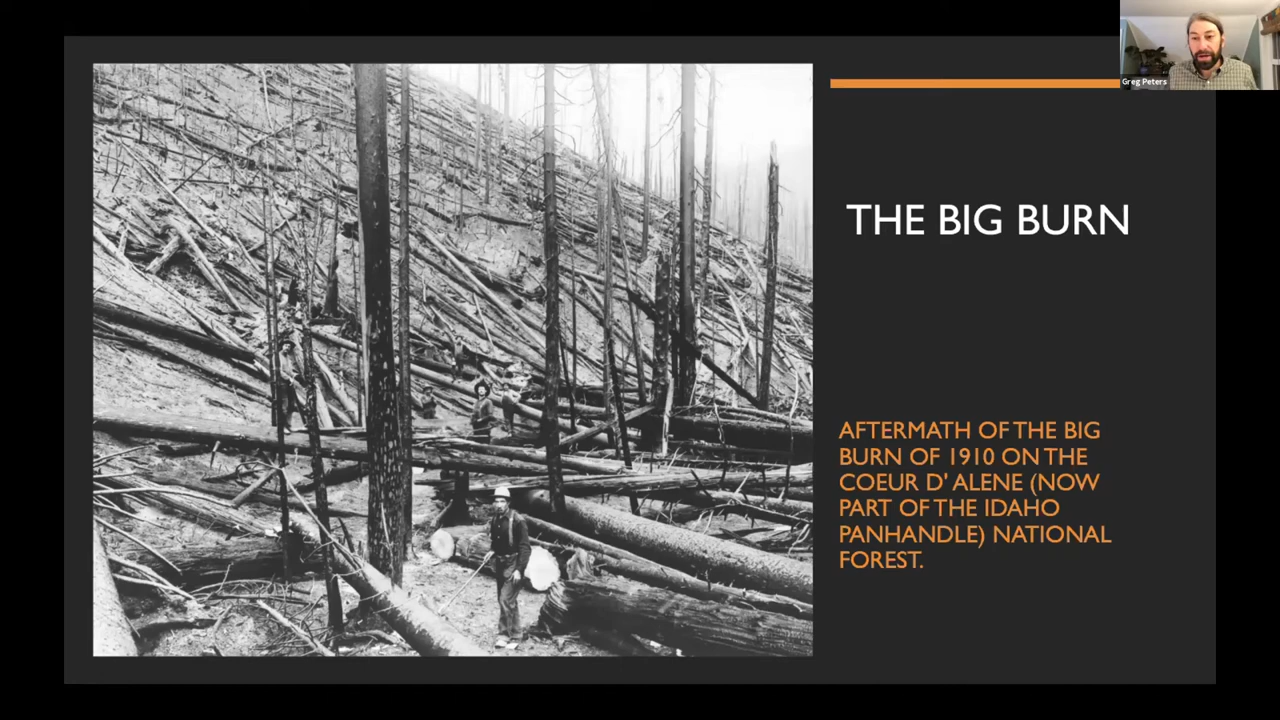 Greg Peters
THE BIG BURN
AFTERMATH OF THE BIG
BURN OF 1910 ON THE
COEUR D' ALENE (NOW
PART OF THE IDAHO
PANHANDLE) NATIONAL
FOREST.